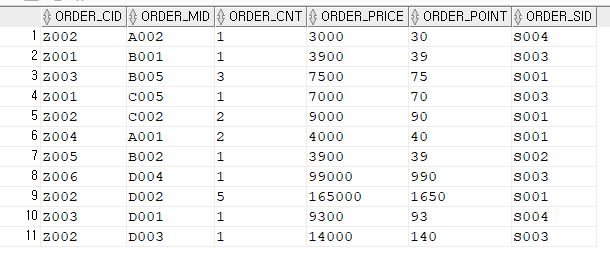 ORDER_CID ORDER_MID ORDER_CNT ORDER_PRICE ORDER_POINT ORDER_SID
1 Z002 A002 1 3000 30 S004
2 Z001 B001 1 3900 39 S003
3 Z003 B005 3 7500 75 S001
4 Z001 C005 1 7000 70 S003
5 Z002 C002 2 9000 90 S001
6 Z004 A001 2 4000 40 S001
7 Z005 B002 1 3900 39 S002
8 Z006 D004 1 99000 990 S003
9 Z002 D002 5 165000 1650 S001
10 Z003 D001 1 9300 93 S004
11 Z002 D003 1 14000 140 S003